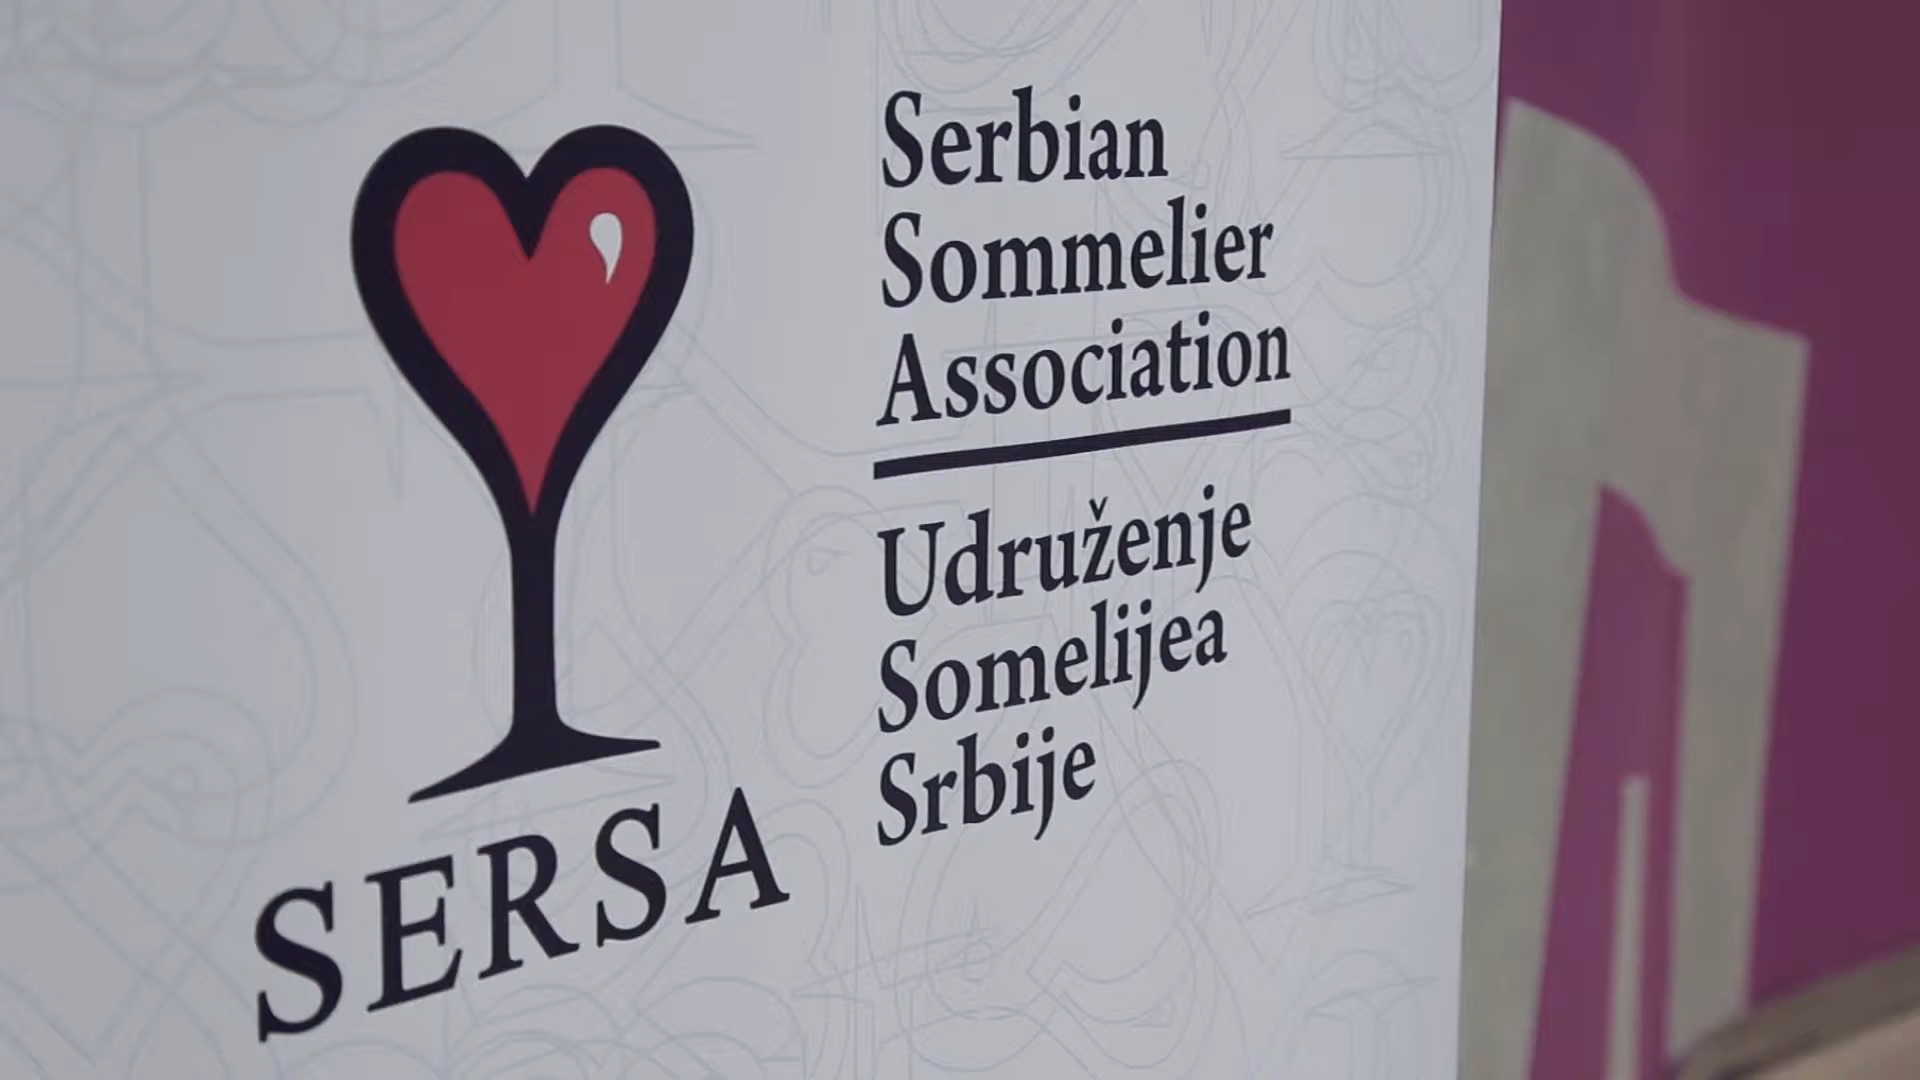 Serbian
Sommelier
Association
Udruženje
Somelijea
Srbije
SERSA